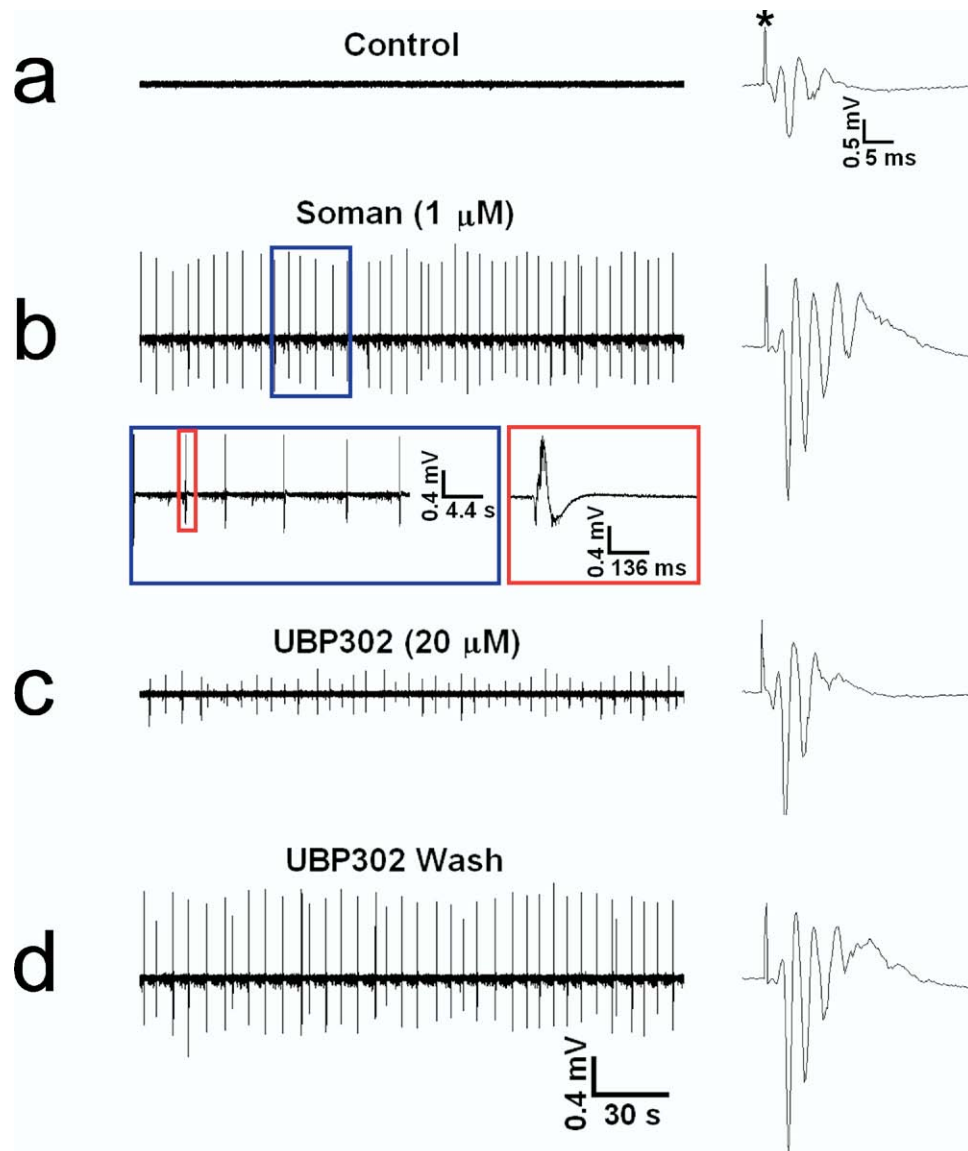 a
Control
*
0.5 mV
5 ms
Soman (1 μM)
b
0.4 mV
4.4 s
0.4 mV
136 ms
UBP302 (20 μM)
c
UBP302 Wash
d
0.4 mV
30 s